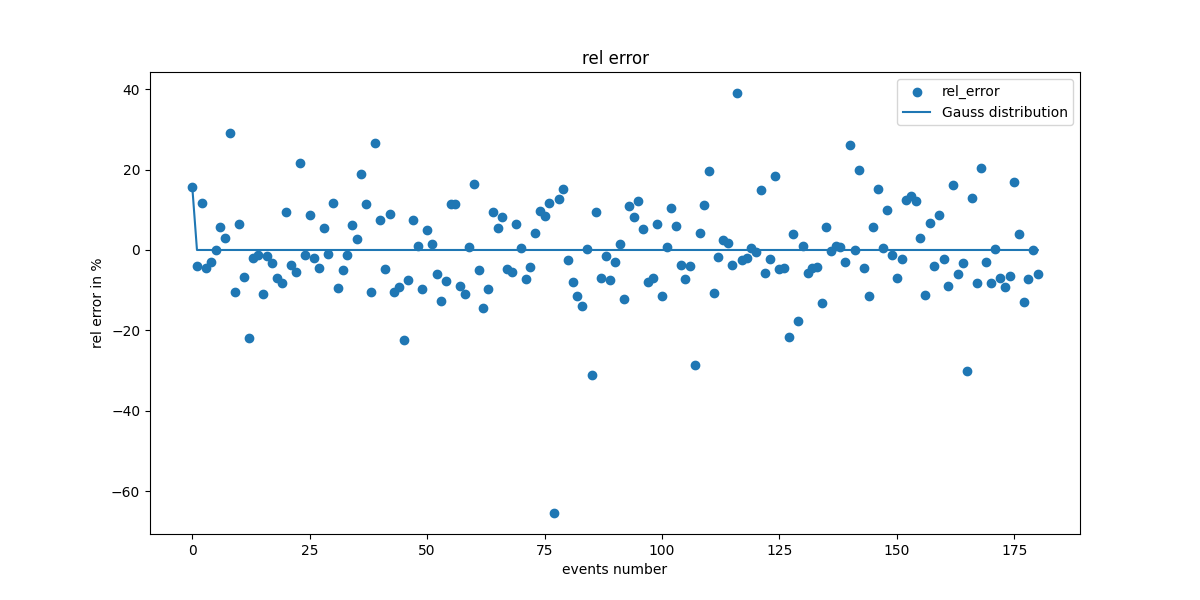 rel error
rel_error
Gauss distribution
rel error in %
40
20
0
−20
−40
−60
0 25 50 75 100 125 150 175
events number